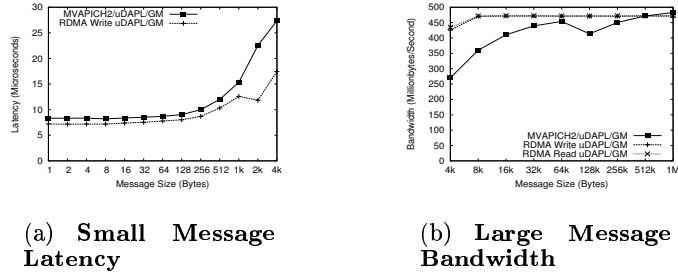 30
25
20
15
10
5
0
Latency (Microseconds)
MVAPICH2/uDAPL/GM
RDMA Write uDAPL/GM
1 2 4 8 16 32 64 128 256 512 1k 2k 4k
Message Size (Bytes)
(a) Small Message
Latency
500
450
400
350
300
250
200
150
100
50
0
Bandwidth (Millionbytes/Second)
MVAPICH2/uDAPL/GM
RDMA Write uDAPL/GM
RDMA Read uDAPL/GM
4k 8k 16k 32k 64k 128k 256k 512k 1M
Message Size (Bytes)
(b) Large Message
Bandwidth